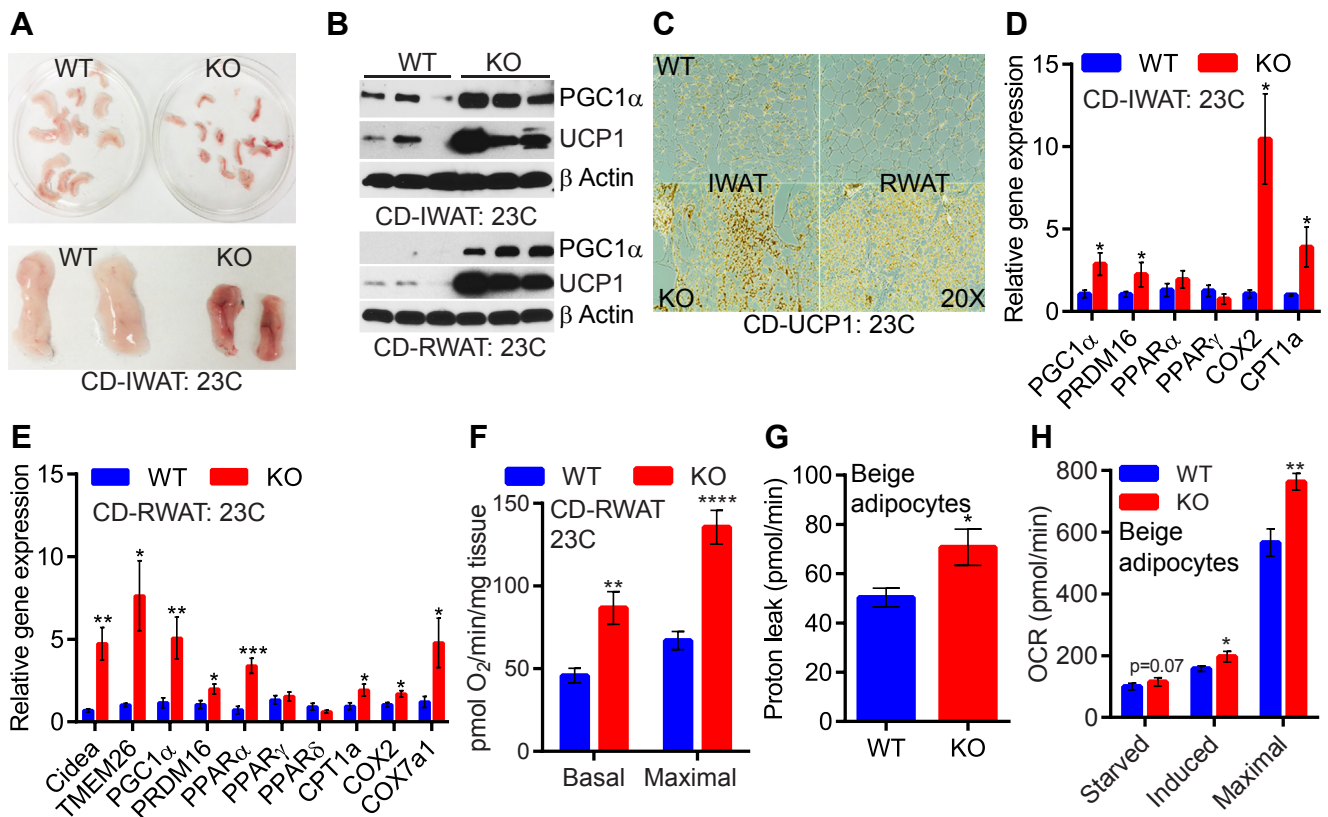 A
WT
KO
WT
KO
CD-IWAT: 23C
B
WT KO
PGC1α
UCP1
β Actin
CD-IWAT: 23C
PGC1α
UCP1
β Actin
CD-RWAT: 23C
C
WT
IWAT
RWAT
KO
20X
CD-UCP1: 23C
D
WT KO
CD-IWAT: 23C
Relative gene expression
15
10
5
0
*
*
*
*
PGC1α
PRDM16
PPARα
PPARγ
COX2
CPT1a
E
WT KO
CD-RWAT: 23C
Relative gene expression
15
10
5
0
**
*
**
*
***
*
*
*
Cidea
TMEM26
PGC1α
PRDM16
PPARα
PPARγ
PPARδ
CPT1a
COX2
COX7a1
F
WT KO
CD-RWAT
23C
pmol O2/min/mg tissue
150
100
50
0
**
****
Basal Maximal
G
Beige
adipocytes
Proton leak (pmol/min)
100
80
60
40
20
0
*
WT KO
H
WT
KO
Beige
adipocytes
OCR (pmol/min)
800
600
400
200
0
p=0.07
*
**
Starved
Induced
Maximal